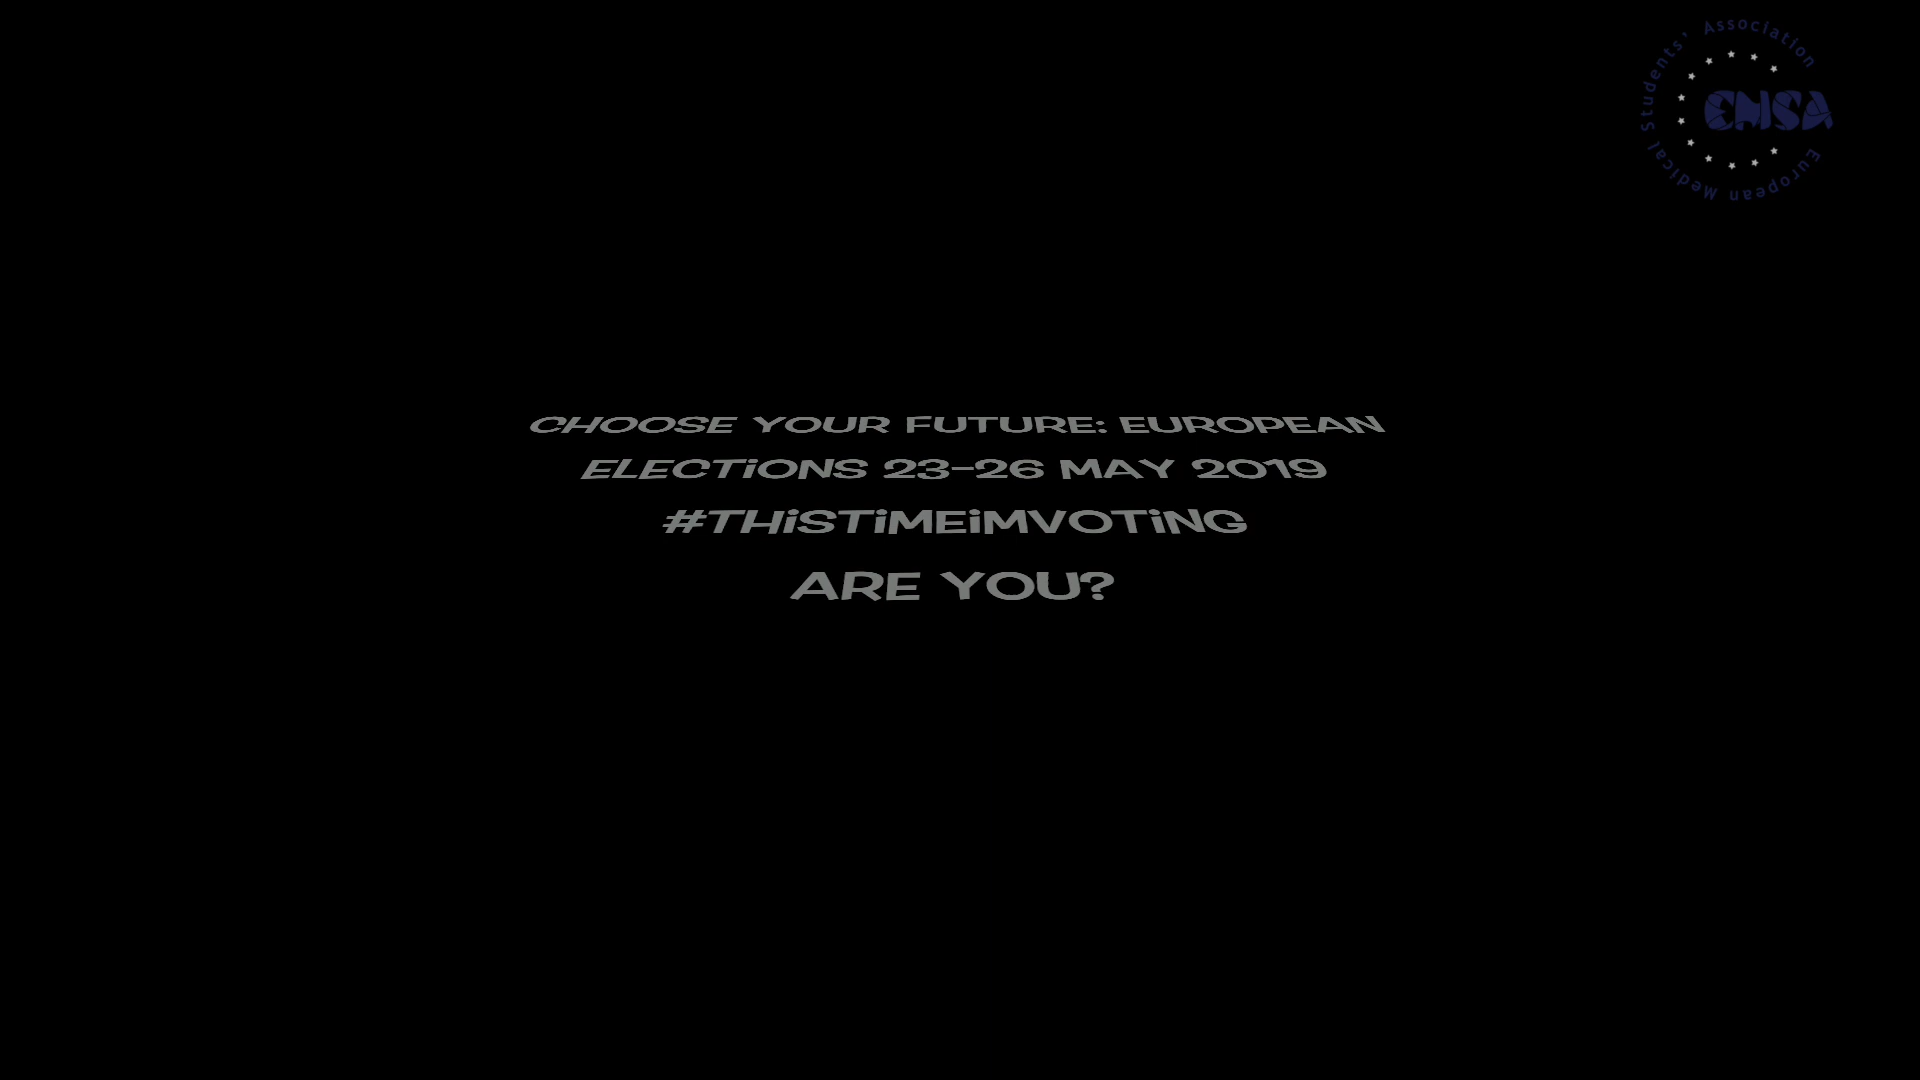 CHOOSE YOUR FUTURE: EUROPEAN
ELECTiONS 23-26 MAY 2019
#THiSTiMEiMVOTiNG
ARE YOU?
European Medical Students' Association
EMSA